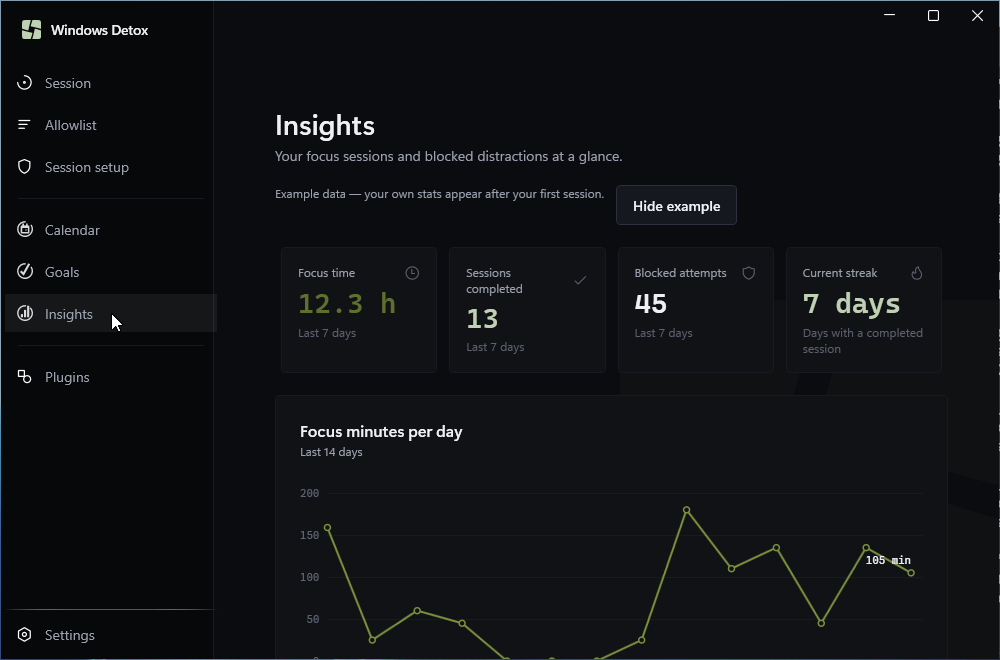 Windows Detox
Session
Allowlist
Session setup
Calendar
Goals
Insights
Plugins
Settings
Insights
Your focus sessions and blocked distractions at a glance.
Example data — your own stats appear after your first session.
Hide example
Focus time
12.3 h
Last 7 days
Sessions
completed
13
Last 7 days
Blocked attempts
45
Last 7 days
Current streak
7 days
Days with a completed
session
Focus minutes per day
Last 14 days
200
150
100
50
0
105 min